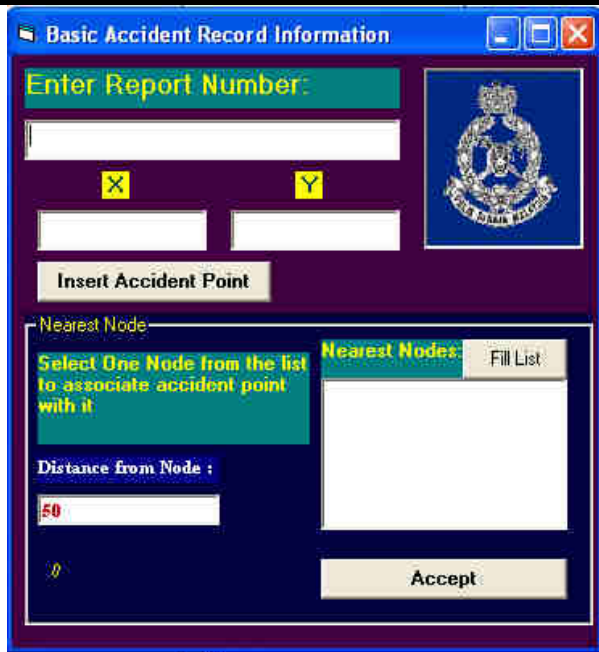 Basic Accident Record Information
Enter Report Number:
X
Y
Insert Accident Point
Nearest Node
Select One Node from the list
to associate accident point
with it
Nearest Nodes:
Fill List
Distance from Node :
50
0
Accept